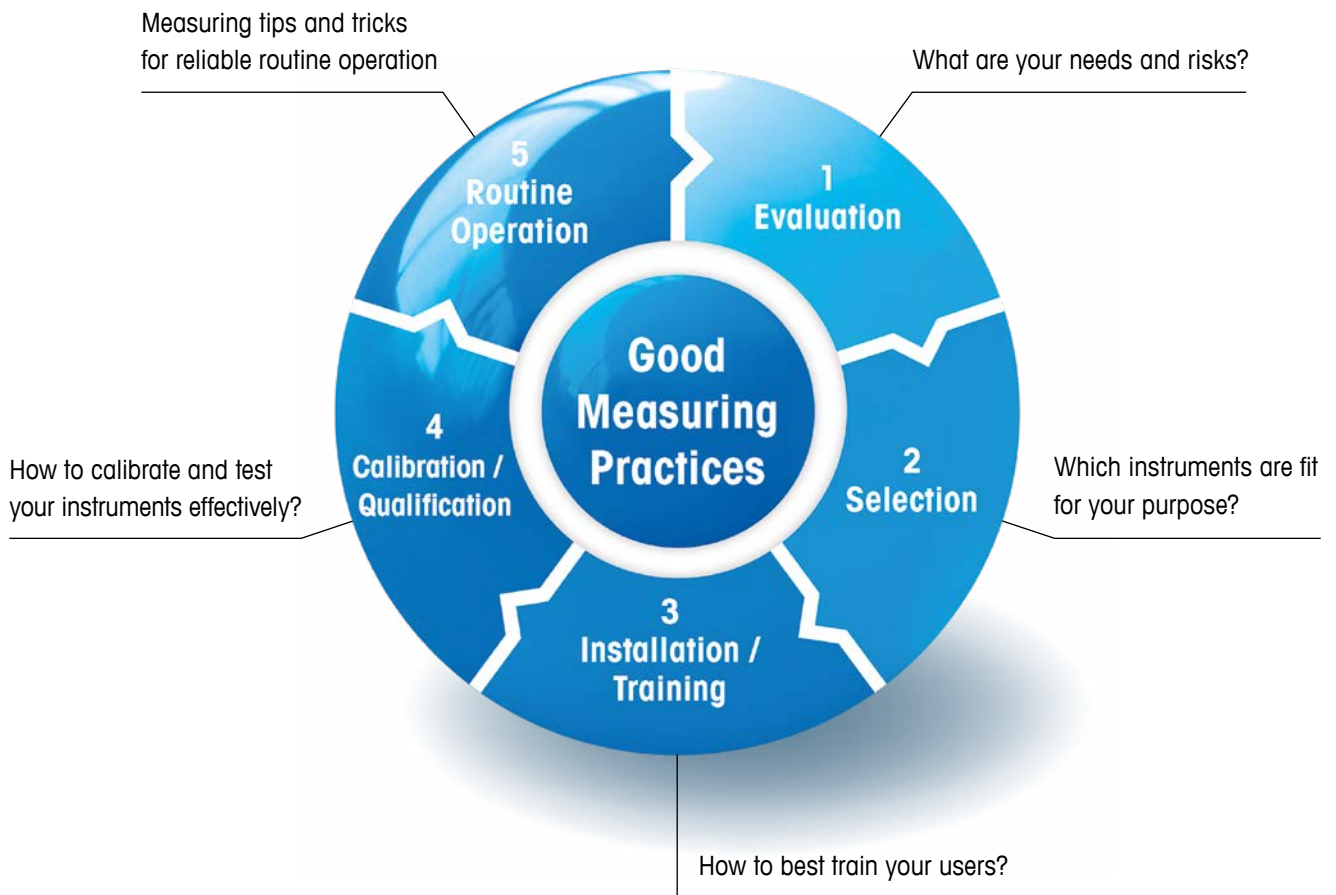 Measuring tips and tricks
for reliable routine operation
What are your needs and risks?
5
Routine
Operation
1
Evaluation
Good
Measuring
Practices
4
Calibration /
Qualification
2
Selection
How to calibrate and test
your instruments effectively?
Which instruments are fit
for your purpose?
3
Installation /
Training
How to best train your users?